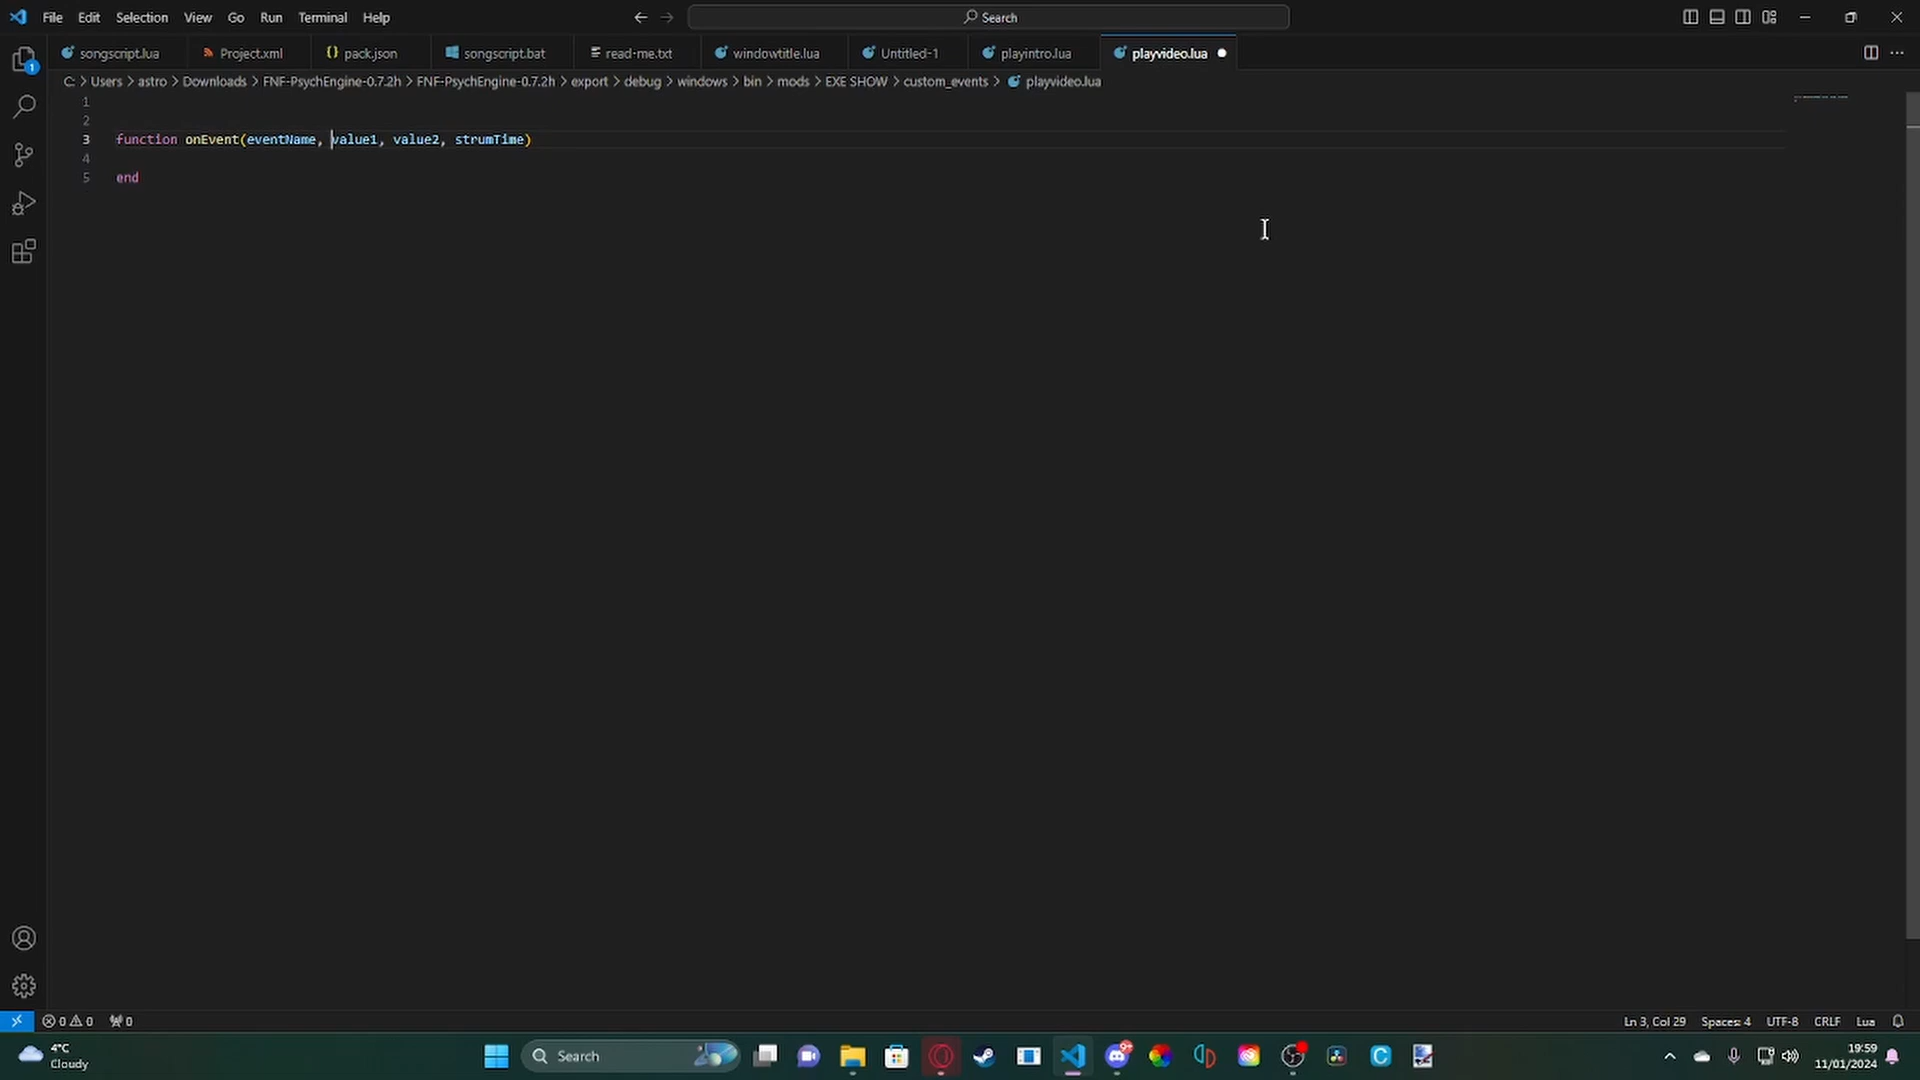 File Edit Selection View Go Run Terminal Help Search
songscript.lua Project.xml pack.json songscript.bat read-me.txt windowtitle.lua Untitled-1 playintro.lua playvideo.lua
C: > Users > astro > Downloads > FNF-PsychEngine-0.7.2h > FNF-PsychEngine-0.7.2h > export > debug > windows > bin > mods > EXE SHOW > custom_events > playvideo.lua
1
2
3 function onEvent(eventName, value1, value2, strumTime)
4
5 end
1
0 0 0 Ln 3, Col 29 Spaces: 4 UTF-8 CRLF Lua
4°C
Cloudy
Search
9+
19:59
11/01/2024